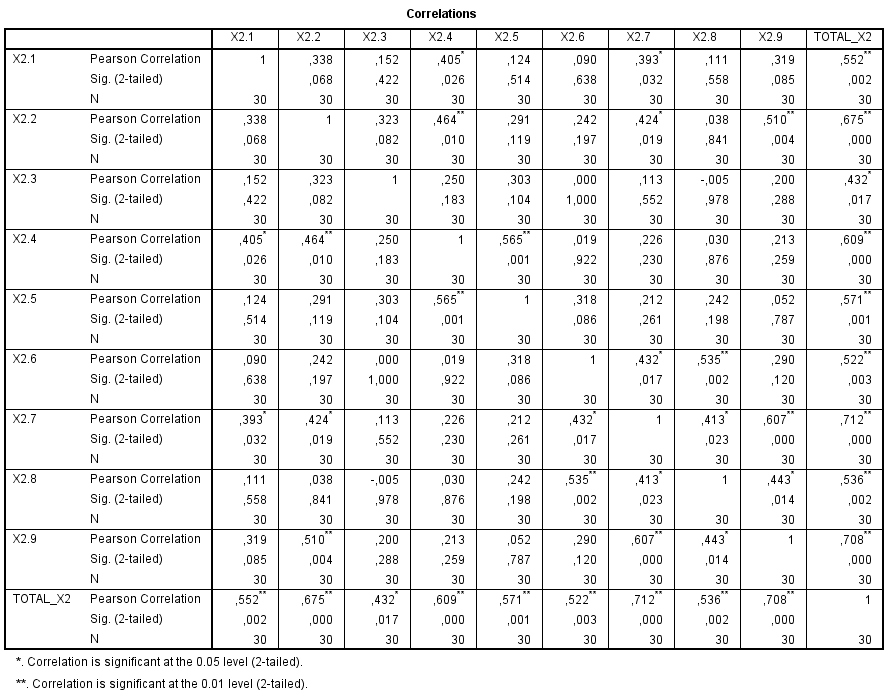 Correlations
X2.1 X2.2 X2.3 X2.4 X2.5 X2.6 X2.7 X2.8 X2.9 TOTAL_X2
X2.1 Pearson Correlation 1 ,338 ,152 ,405* ,124 ,090 ,393* ,111 ,319 ,552**
Sig. (2-tailed) ,068 ,422 ,026 ,514 ,638 ,032 ,558 ,085 ,002
N 30 30 30 30 30 30 30 30 30 30
X2.2 Pearson Correlation ,338 1 ,323 ,464** ,291 ,242 ,424* ,038 ,510** ,675**
Sig. (2-tailed) ,068 ,082 ,010 ,119 ,197 ,019 ,841 ,004 ,000
N 30 30 30 30 30 30 30 30 30 30
X2.3 Pearson Correlation ,152 ,323 1 ,250 ,303 ,000 ,113 -,005 ,200 ,432*
Sig. (2-tailed) ,422 ,082 ,183 ,104 1,000 ,552 ,978 ,288 ,017
N 30 30 30 30 30 30 30 30 30 30
X2.4 Pearson Correlation ,405* ,464** ,250 1 ,565** ,019 ,226 ,030 ,213 ,609**
Sig. (2-tailed) ,026 ,010 ,183 ,001 ,922 ,230 ,876 ,259 ,000
N 30 30 30 30 30 30 30 30 30 30
X2.5 Pearson Correlation ,124 ,291 ,303 ,565** 1 ,318 ,212 ,242 ,052 ,571**
Sig. (2-tailed) ,514 ,119 ,104 ,001 ,086 ,261 ,198 ,787 ,001
N 30 30 30 30 30 30 30 30 30 30
X2.6 Pearson Correlation ,090 ,242 ,000 ,019 ,318 1 ,432* ,535** ,290 ,522**
Sig. (2-tailed) ,638 ,197 1,000 ,922 ,086 ,017 ,002 ,120 ,003
N 30 30 30 30 30 30 30 30 30 30
X2.7 Pearson Correlation ,393* ,424* ,113 ,226 ,212 ,432* 1 ,413* ,607** ,712**
Sig. (2-tailed) ,032 ,019 ,552 ,230 ,261 ,017 ,023 ,000 ,000
N 30 30 30 30 30 30 30 30 30 30
X2.8 Pearson Correlation ,111 ,038 -,005 ,030 ,242 ,535** ,413* 1 ,443* ,536**
Sig. (2-tailed) ,558 ,841 ,978 ,876 ,198 ,002 ,023 ,014 ,002
N 30 30 30 30 30 30 30 30 30 30
X2.9 Pearson Correlation ,319 ,510** ,200 ,213 ,052 ,290 ,607** ,443* 1 ,708**
Sig. (2-tailed) ,085 ,004 ,288 ,259 ,787 ,120 ,000 ,014 ,000
N 30 30 30 30 30 30 30 30 30 30
TOTAL_X2 Pearson Correlation ,552** ,675** ,432* ,609** ,571** ,522** ,712** ,536** ,708** 1
Sig. (2-tailed) ,002 ,000 ,017 ,000 ,001 ,003 ,000 ,002 ,000
N 30 30 30 30 30 30 30 30 30 30
*. Correlation is significant at the 0.05 level (2-tailed).
**. Correlation is significant at the 0.01 level (2-tailed).